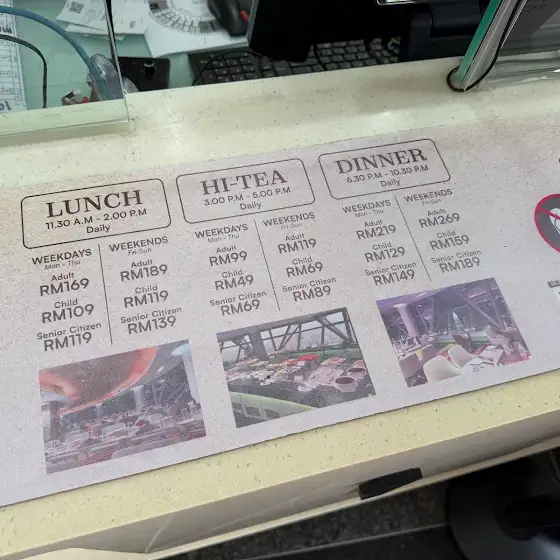 LUNCH
11.30 A.M - 2.00 P.M
Daily
WEEKDAYS
Mon - Thu
Adult
RM169
Child
RM109
Senior Citizen
RM119
WEEKENDS
Fri-Sun
Adult
RM189
Child
RM119
Senior Citizen
RM139
HI-TEA
3.00 P.M - 5.00 P.M
Daily
WEEKDAYS
Mon - Thu
Adult
RM99
Child
RM49
Senior Citizen
RM69
WEEKENDS
Fri-Sun
Adult
RM119
Child
RM69
Senior Citizen
RM89
DINNER
6.30 P.M - 10.30 P.M
Daily
WEEKDAYS
Mon - Thu
Adult
RM219
Child
RM129
Senior Citizen
RM149
WEEKENDS
Fri-Sun
Adult
RM269
Child
RM159
Senior Citizen
RM189